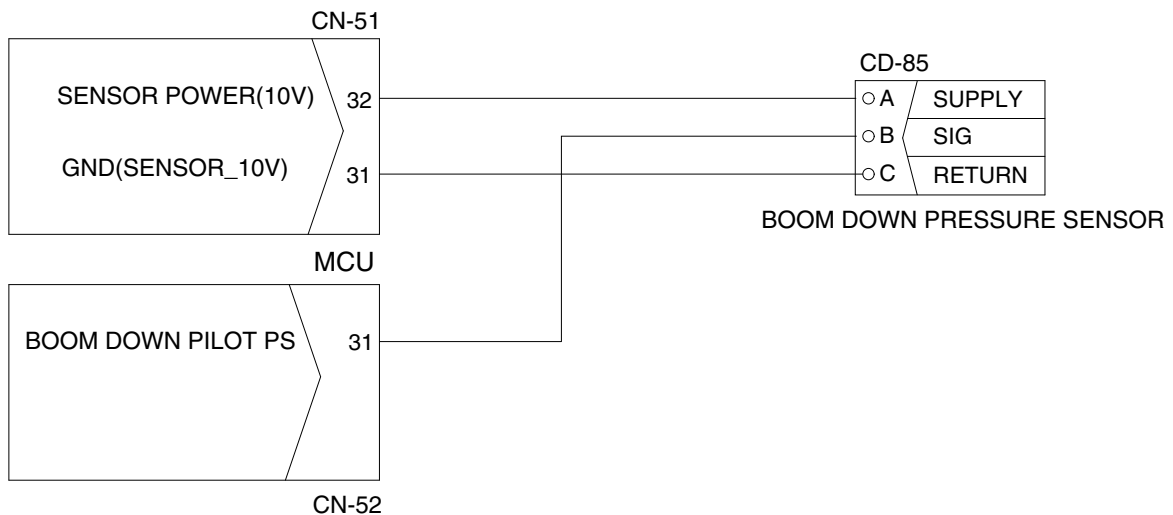 CN-51
SENSOR POWER(10V) 32
GND(SENSOR_10V) 31
MCU
BOOM DOWN PILOT PS 31
CN-52
CD-85
A SUPPLY
B SIG
C RETURN
BOOM DOWN PRESSURE SENSOR